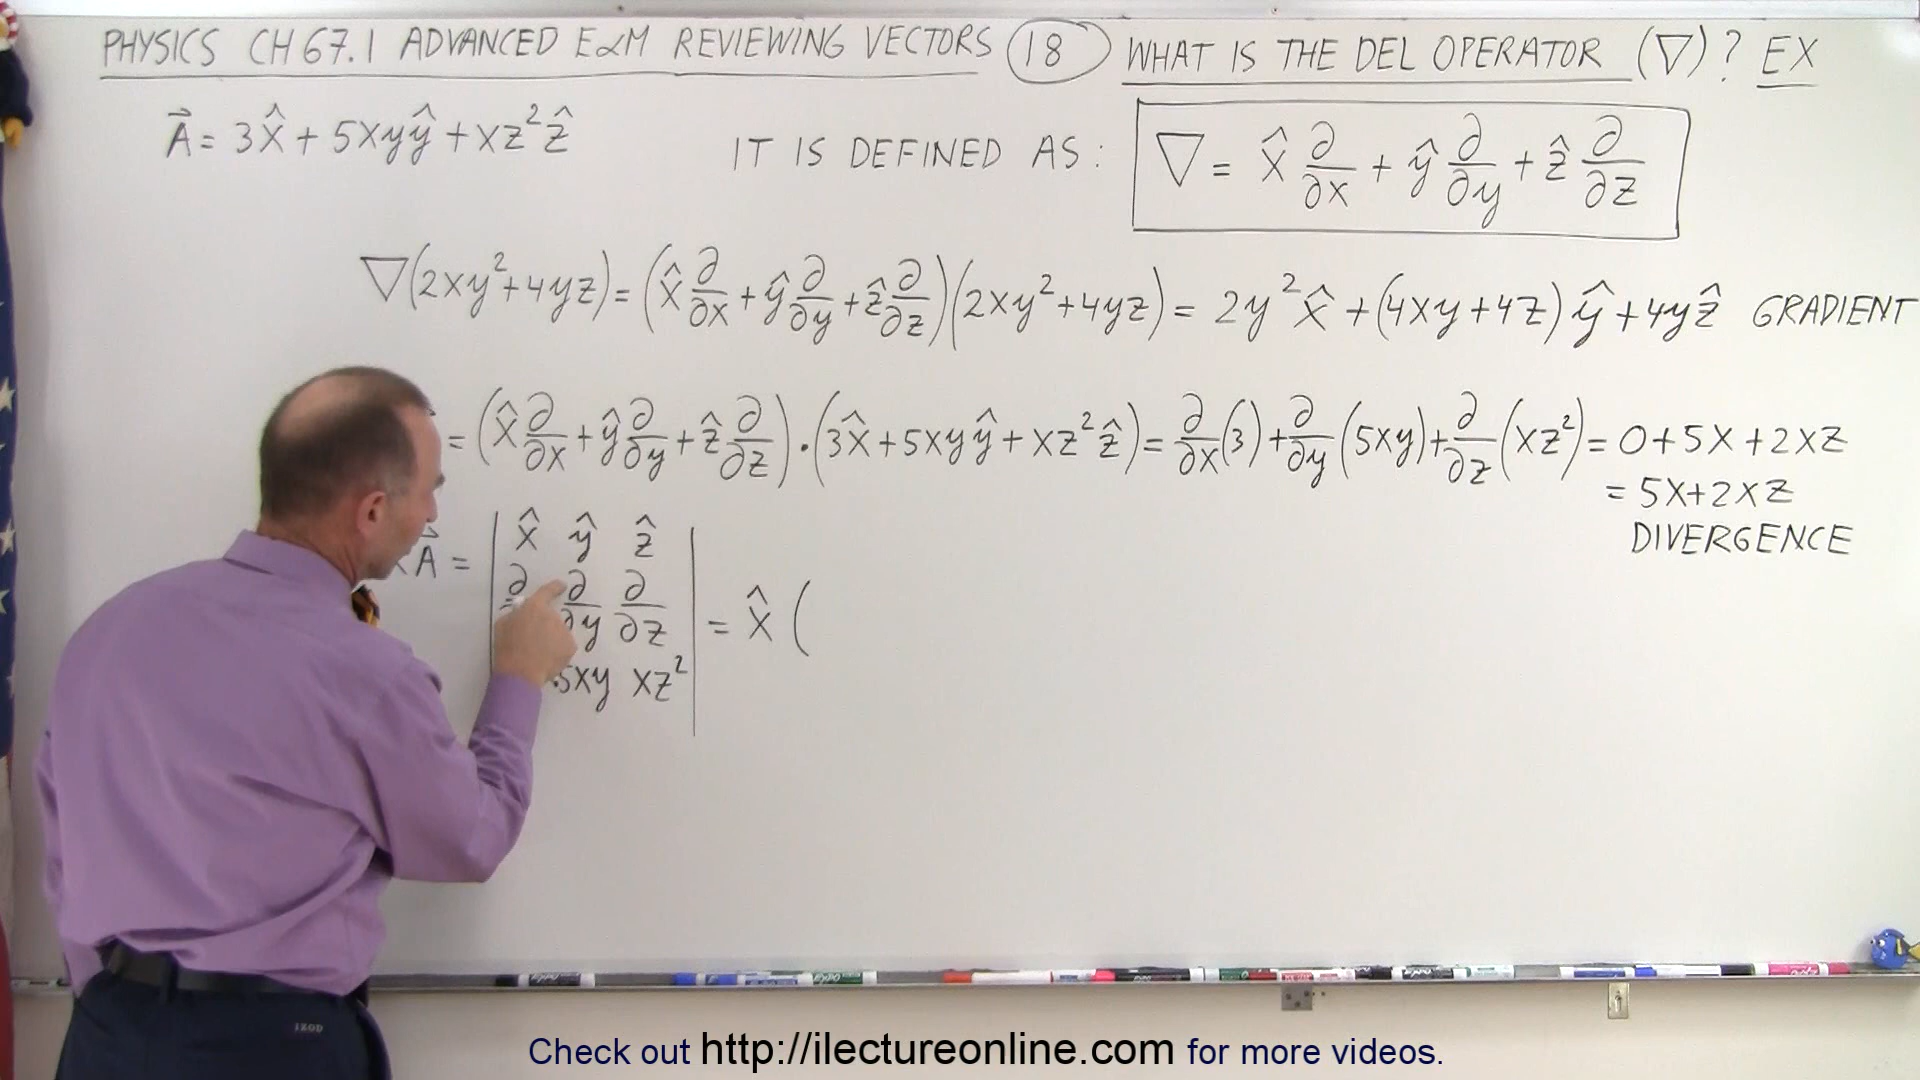 PHYSICS CH 67.1 ADVANCED E&M REVIEWING VECTORS (18) WHAT IS THE DEL OPERATOR (∇)? EX
A⃗ = 3x̂ + 5xyŷ + xz²ẑ
IT IS DEFINED AS: ∇ = x̂ ∂/∂x + ŷ ∂/∂y + ẑ ∂/∂z
∇(2xy²+4yz) = (x̂ ∂/∂x + ŷ ∂/∂y + ẑ ∂/∂z)(2xy²+4yz) = 2y²x̂ + (4xy+4z)ŷ + 4yẑ GRADIENT
= (x̂ ∂/∂x + ŷ ∂/∂y + ẑ ∂/∂z)·(3x̂ + 5xyŷ + xz²ẑ) = ∂/∂x(3) + ∂/∂y(5xy) + ∂/∂z(xz²) = 0+5x+2xz
= 5x+2xz
DIVERGENCE
×A⃗ = | x̂ ŷ ẑ | = x̂ (
∂ ∂/∂y ∂/∂z
5xy xz²
IZOD
Check out http://ilectureonline.com for more videos.